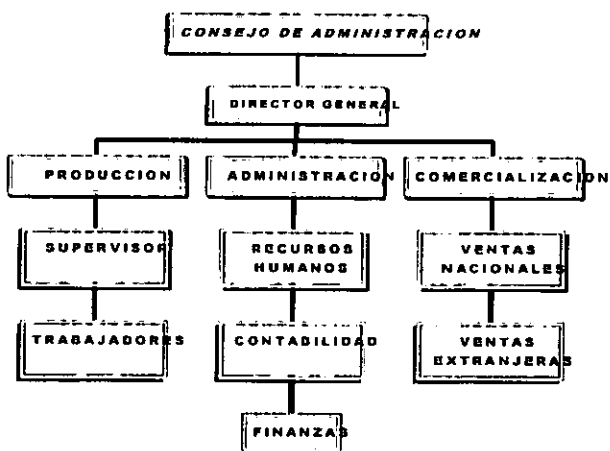 CONSEJO DE ADMINISTRACION
DIRECTOR GENERAL
PRODUCCION
ADMINISTRACION
COMERCIALIZACION
SUPERVISOR
RECURSOS
HUMANOS
VENTAS
NACIONALES
TRABAJADORES
CONTABILIDAD
VENTAS
EXTRANJERAS
FINANZAS